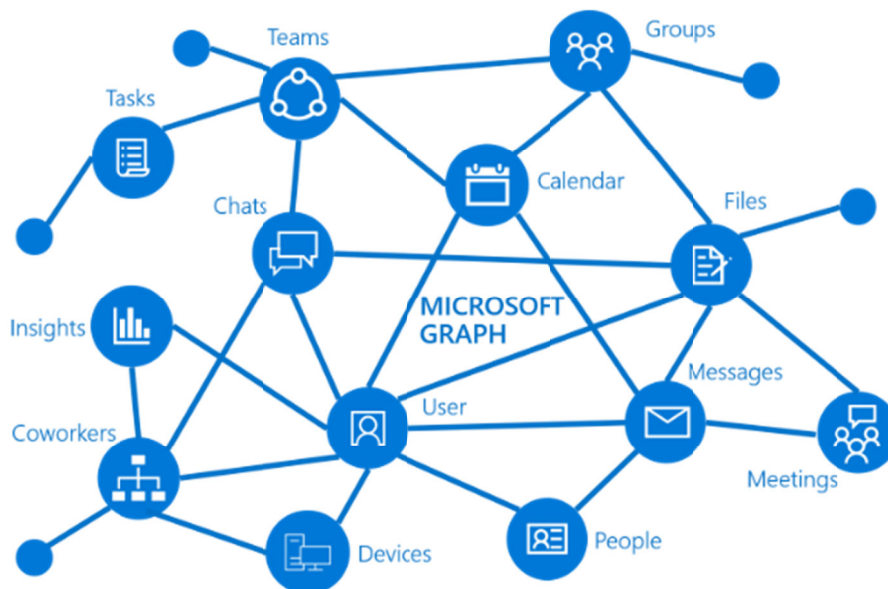 Teams
Groups
Tasks
Calendar
Chats
Files
MICROSOFT
GRAPH
Insights
Messages
User
Coworkers
Meetings
People
Devices